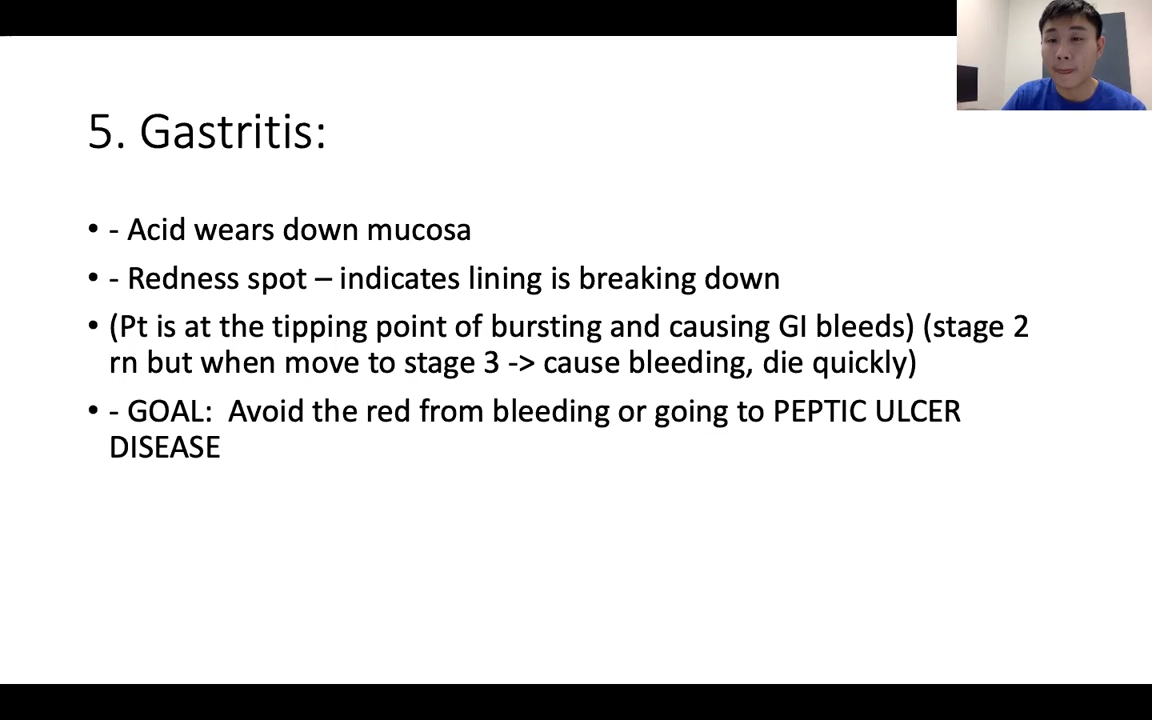 5. Gastritis:
• - Acid wears down mucosa
• - Redness spot – indicates lining is breaking down
• (Pt is at the tipping point of bursting and causing GI bleeds) (stage 2
rn but when move to stage 3 -> cause bleeding, die quickly)
• - GOAL:  Avoid the red from bleeding or going to PEPTIC ULCER
DISEASE